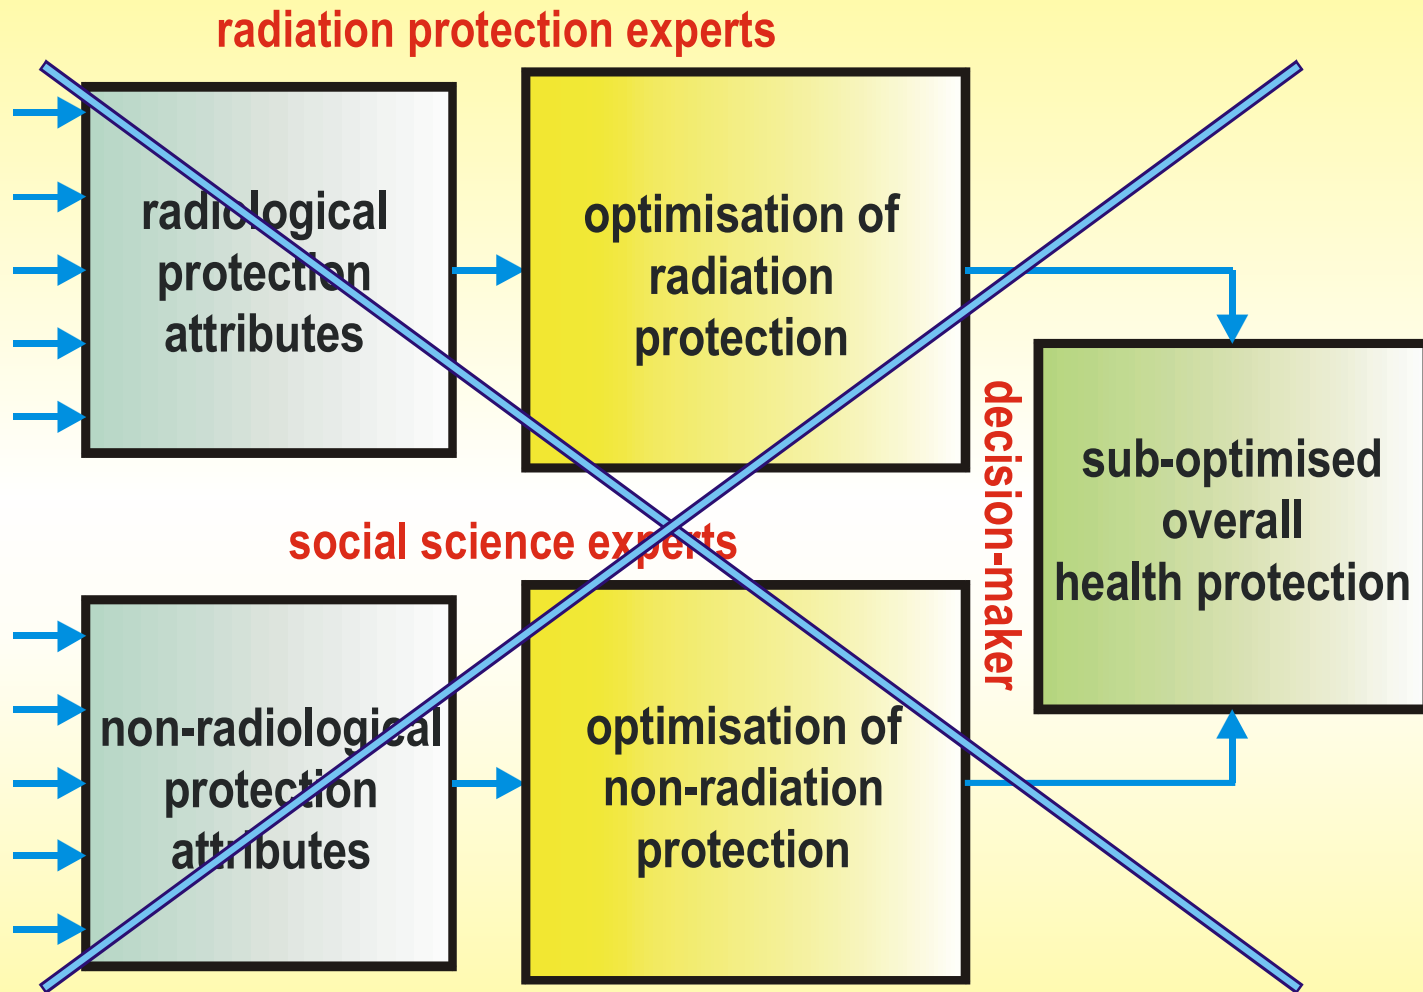 radiation protection experts
radiological
protection
attributes
optimisation of
radiation
protection
social science experts
non-radiological
protection
attributes
optimisation of
non-radiation
protection
decision-maker
sub-optimised
overall
health protection